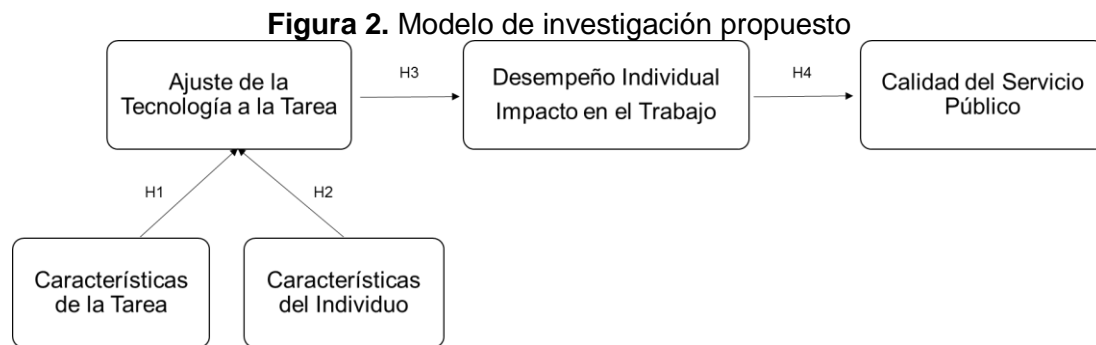 Figura 2. Modelo de investigación propuesto
Ajuste de la
Tecnología a la Tarea
H3
Desempeño Individual
Impacto en el Trabajo
H4
Calidad del Servicio
Público
H1
H2
Características
de la Tarea
Características
del Individuo